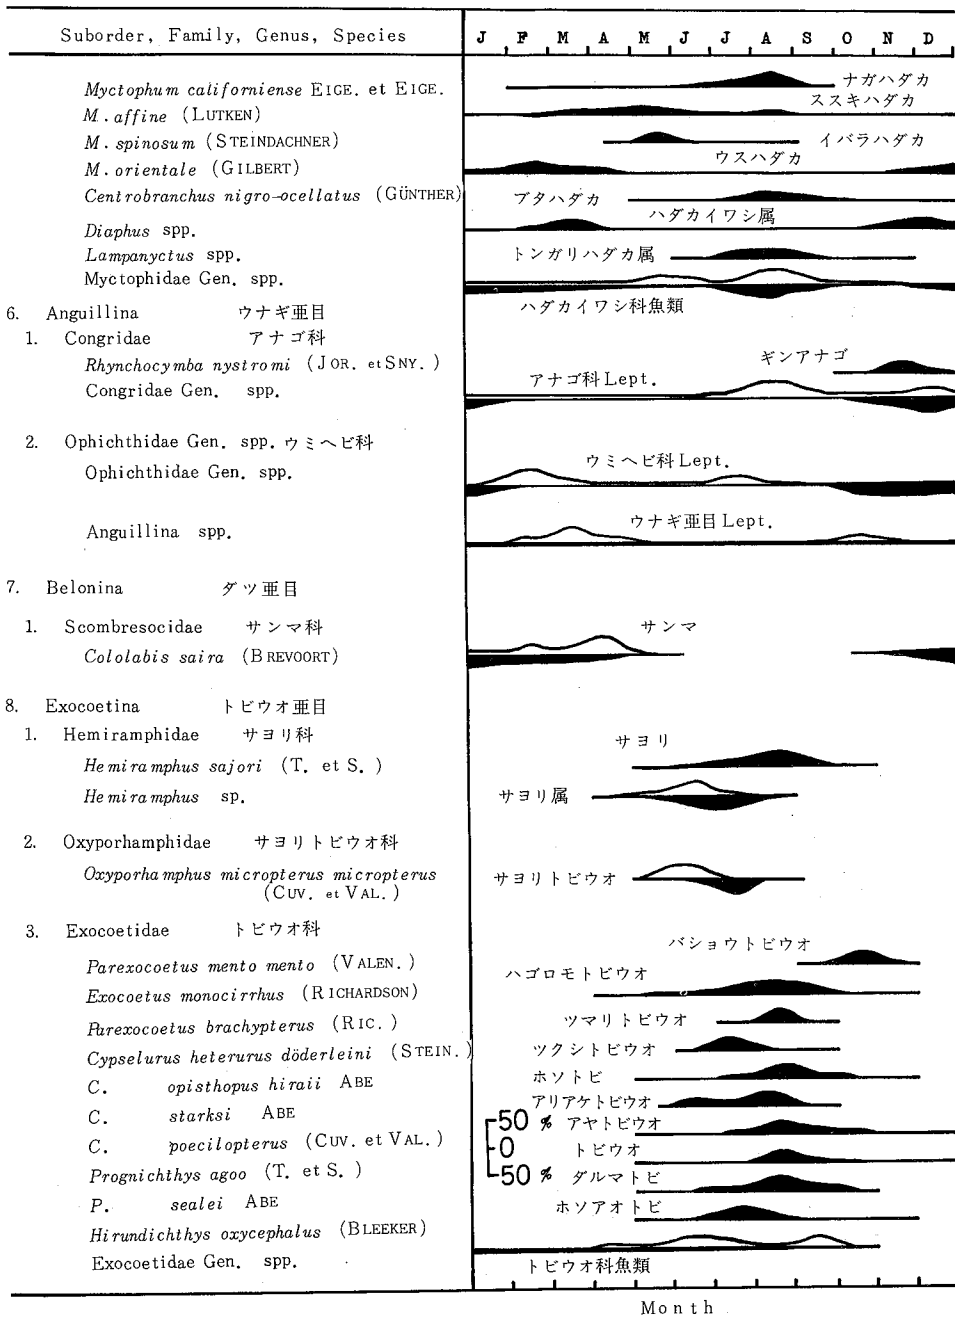 Suborder, Family, Genus, Species J F M A M J J A S O N D
Myctophum californiense EIGE. et EIGE. ナガハダカ
M. affine (LUTKEN) ススキハダカ
M. spinosum (STEINDACHNER) イバラハダカ
M. orientale (GILBERT) ウスハダカ
Centrobranchus nigro-ocellatus (GÜNTHER) ブタハダカ
Diaphus spp. ハダカイワシ属
Lampanyctus spp. トンガリハダカ属
Myctophidae Gen. spp. ハダカイワシ科魚類
6. Anguillina ウナギ亜目
1. Congridae アナゴ科
Rhynchocymba nystromi (JOR. et SNY.) ギンアナゴ
Congridae Gen. spp. アナゴ科 Lept.
2. Ophichthidae Gen. spp. ウミヘビ科
Ophichthidae Gen. spp. ウミヘビ科 Lept.
Anguillina spp. ウナギ亜目 Lept.
7. Belonina ダツ亜目
1. Scombresocidae サンマ科
Cololabis saira (BREVOORT) サンマ
8. Exocoetina トビウオ亜目
1. Hemiramphidae サヨリ科
Hemiramphus sajori (T. et S.) サヨリ
Hemiramphus sp. サヨリ属
2. Oxyporhamphidae サヨリトビウオ科
Oxyporhamphus micropterus micropterus サヨリトビウオ
(CUV. et VAL.)
3. Exocoetidae トビウオ科
Parexocoetus mento mento (VALEN.) バショウトビウオ
Exocoetus monocirrhus (RICHARDSON) ハゴロモトビウオ
Parexocoetus brachypterus (RIC.) ツマリトビウオ
Cypselurus heterurus döderleini (STEIN.) ツクシトビウオ
C. opisthopus hiraii ABE ホソトビ
C. starksi ABE アリアケトビウオ
C. poecilopterus (CUV. et VAL.) 50 % アヤトビウオ
Prognichthys agoo (T. et S.) 0 トビウオ
P. sealei ABE 50 % ダルマトビ
Hirundichthys oxycephalus (BLEEKER) ホソアオトビ
Exocoetidae Gen. spp. トビウオ科魚類
Month